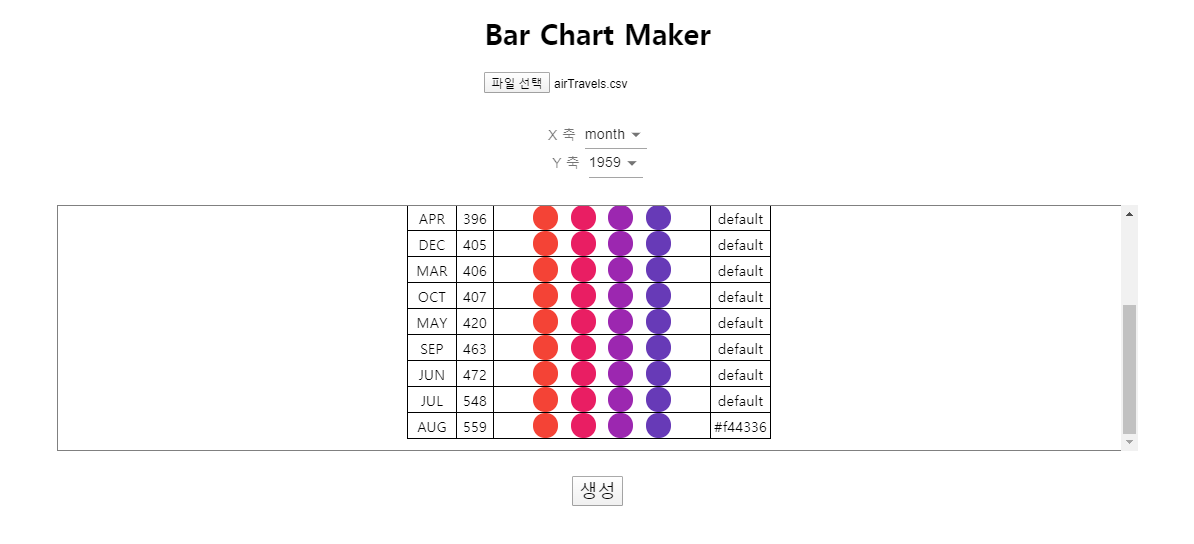 Bar Chart Maker
파일 선택 airTravels.csv
X 축 month
Y 축 1959
APR 396 default
DEC 405 default
MAR 406 default
OCT 407 default
MAY 420 default
SEP 463 default
JUN 472 default
JUL 548 default
AUG 559 #f44336
생성